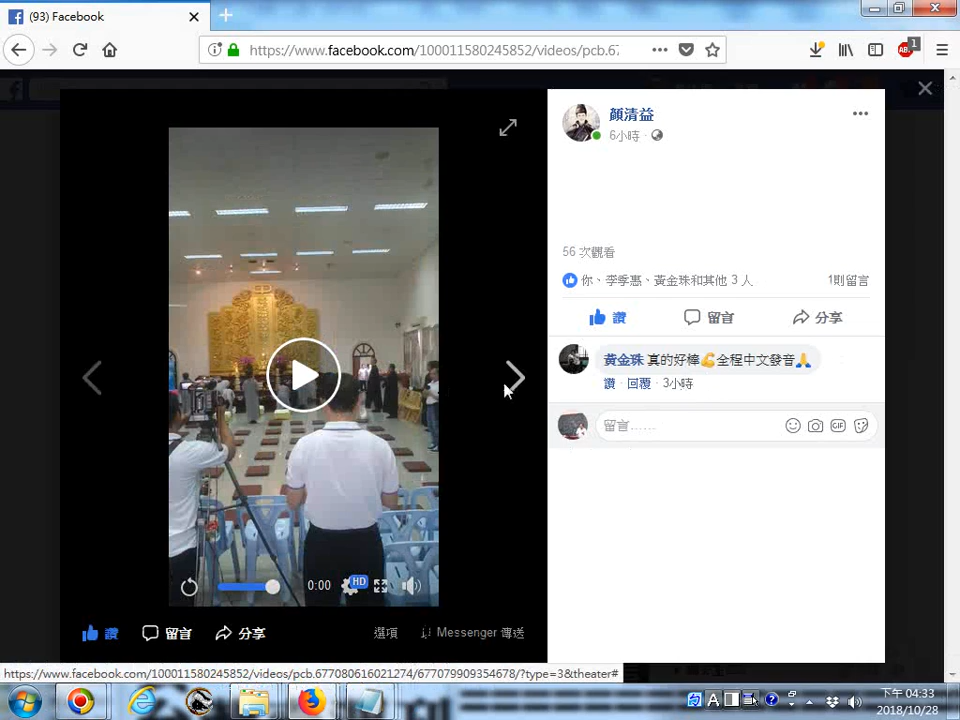 (93) Facebook
https://www.facebook.com/100011580245852/videos/pcb.67
ABP
1
顏清益
6小時
56 次觀看
你、李季惠、黃金珠和其他 3 人
1則留言
讚
留言
分享
黃金珠 真的好棒💪全程中文發音🙏
讚 · 回覆 · 3小時
留言......
GIF
0:00
HD
讚
留言
分享
選項
Messenger 傳送
https://www.facebook.com/100011580245852/videos/pcb.677080616021274/677079909354678/?type=3&theater#
A
下午 04:33
2018/10/28